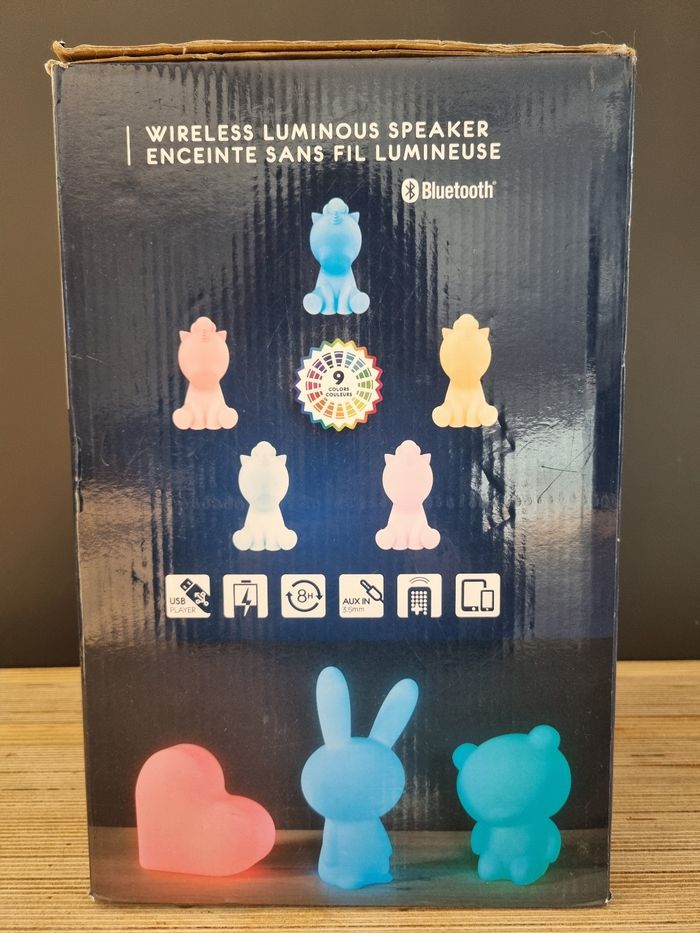 WIRELESS LUMINOUS SPEAKER
ENCEINTE SANS FIL LUMINEUSE
Bluetooth®
9
COLORS
COULEURS
USB
PLAYER
8H
AUX IN
3.5mm